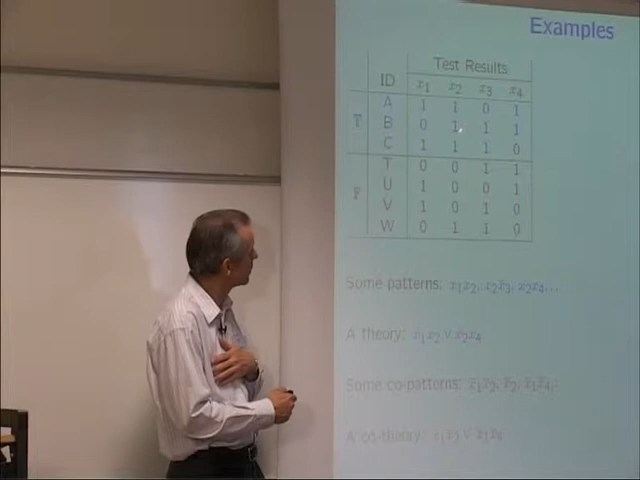 Examples
Test Results
ID x₁ x₂ x₃ x₄
A 1 1 0 1
T B 0 1 1 1
C 1 1 1 0
T 0 0 1 1
U 1 0 0 1
F V 1 0 1 0
W 0 1 1 0
Some patterns:
A theory:
Some co-patterns:
A co-theory: